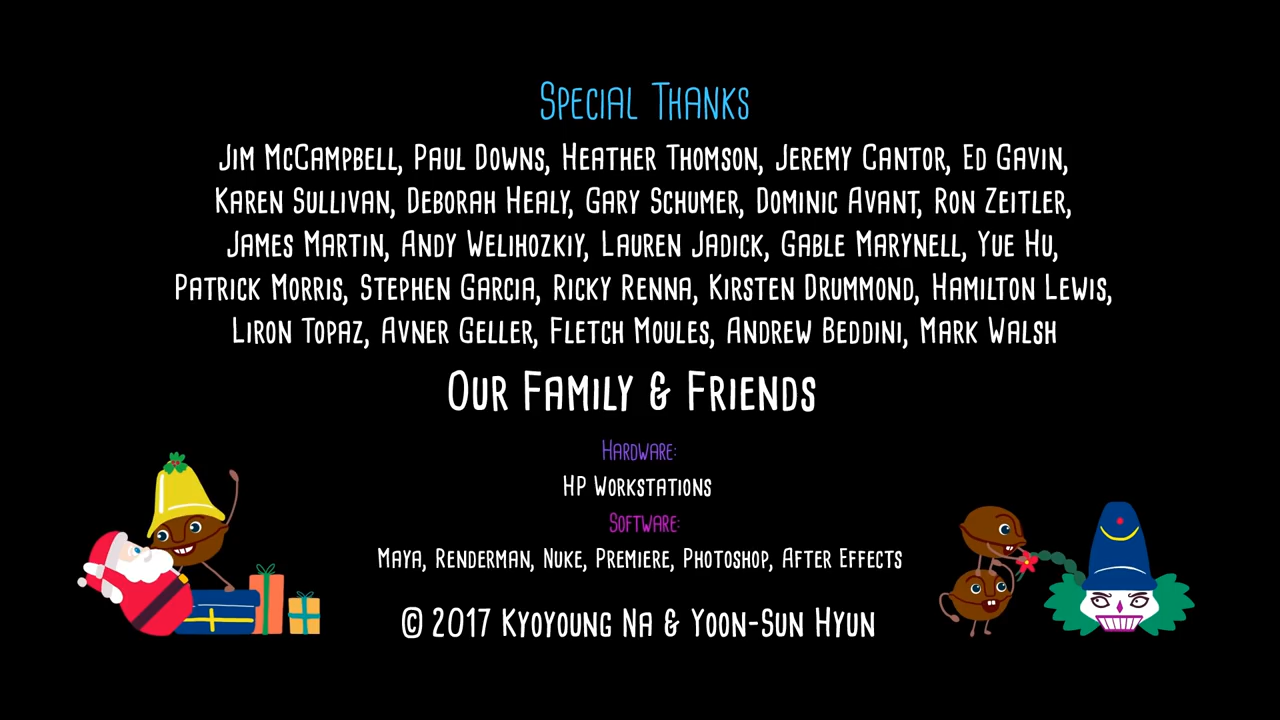 Special Thanks
Jim McCampbell, Paul Downs, Heather Thomson, Jeremy Cantor, Ed Gavin,
Karen Sullivan, Deborah Healy, Gary Schumer, Dominic Avant, Ron Zeitler,
James Martin, Andy Welihozkiy, Lauren Jadick, Gable Marynell, Yue Hu,
Patrick Morris, Stephen Garcia, Ricky Renna, Kirsten Drummond, Hamilton Lewis,
Liron Topaz, Avner Geller, Fletch Moules, Andrew Beddini, Mark Walsh
Our Family & Friends
Hardware:
HP Workstations
Software:
Maya, Renderman, Nuke, Premiere, Photoshop, After Effects
© 2017 Kyoyoung Na & Yoon-Sun Hyun